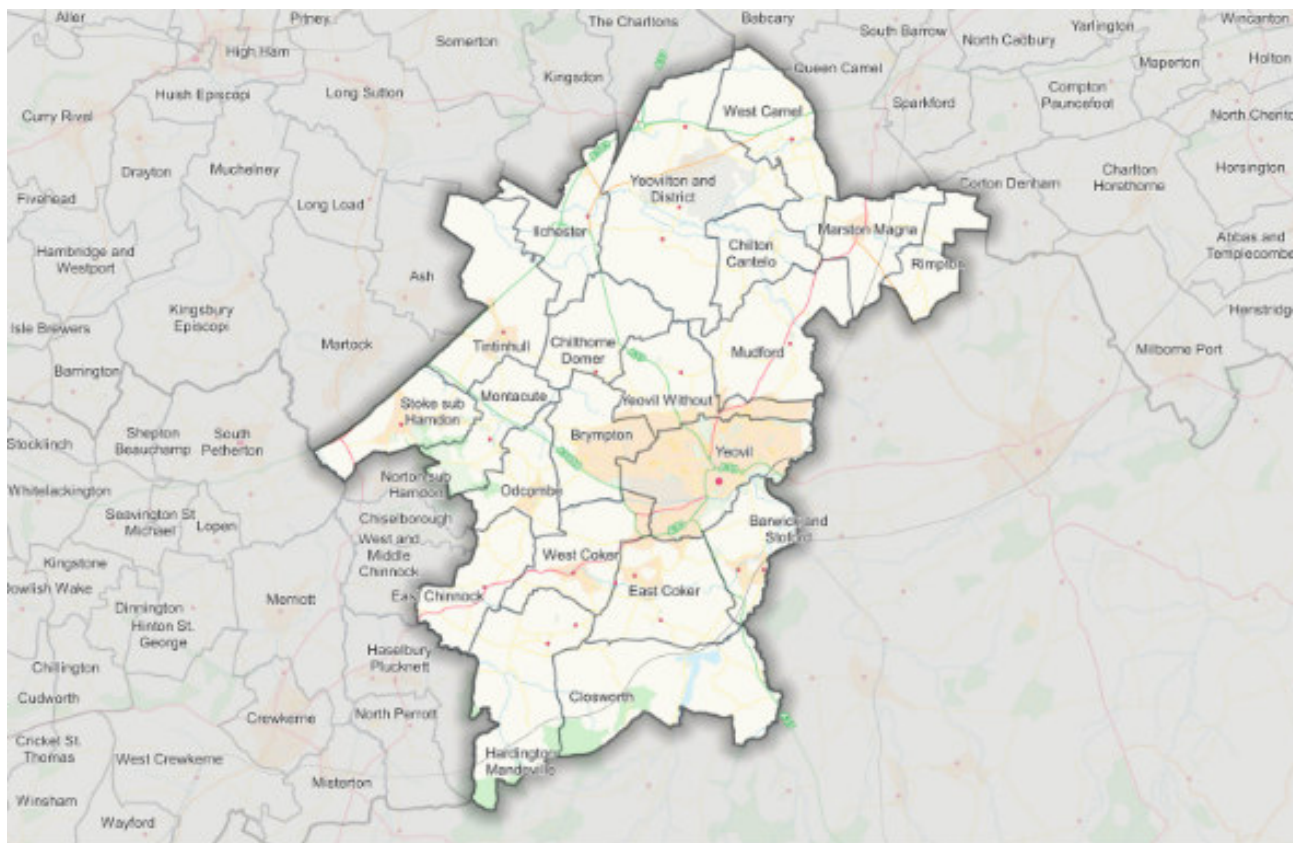 Aller
Pitney
High Ham
Somerton
The Charltons
Babcary
South Barrow
North Cadbury
Yarlington
Wincanton
Kingsdon
Queen Camel
Maperton
Holton
Huish Episcopi
Long Sutton
West Camel
Sparkford
Compton
Pauncefoot
Curry Rivel
North Cherito
Drayton
Muchelney
Yeovilton and
District
Corton Denham
Charlton
Horethorne
Horsington
Fivehead
Long Load
Ilchester
Marston Magna
Chilton
Cantelo
Rimpton
Abbas and
Templecombe
Hambridge and
Westport
Ash
Kingsbury
Episcopi
Henstridge
Isle Brewers
Martock
Tintinhull
Chilthorne
Domer
Mudford
Milborne Port
Barrington
Montacute
Yeovil Without
Stoke sub
Hamdon
Stocklinch
Shepton
Beauchamp
South
Petherton
Brympton
Yeovil
Whitelackington
Norton sub
Hamdon
Odcombe
Seavington St
Michael
Lopen
Chiselborough
Barwick and
Stoford
West and
Middle
Chinnock
West Coker
Kingstone
Dowlish Wake
Merriott
Eas
Chinnock
East Coker
Dinnington
Hinton St.
George
Haselbury
Plucknett
Chillington
Closworth
Cudworth
Crewkerne
North Perrott
Cricket St.
Thomas
West Crewkerne
Hardington
Mandeville
Misterton
Winsham
Wayford